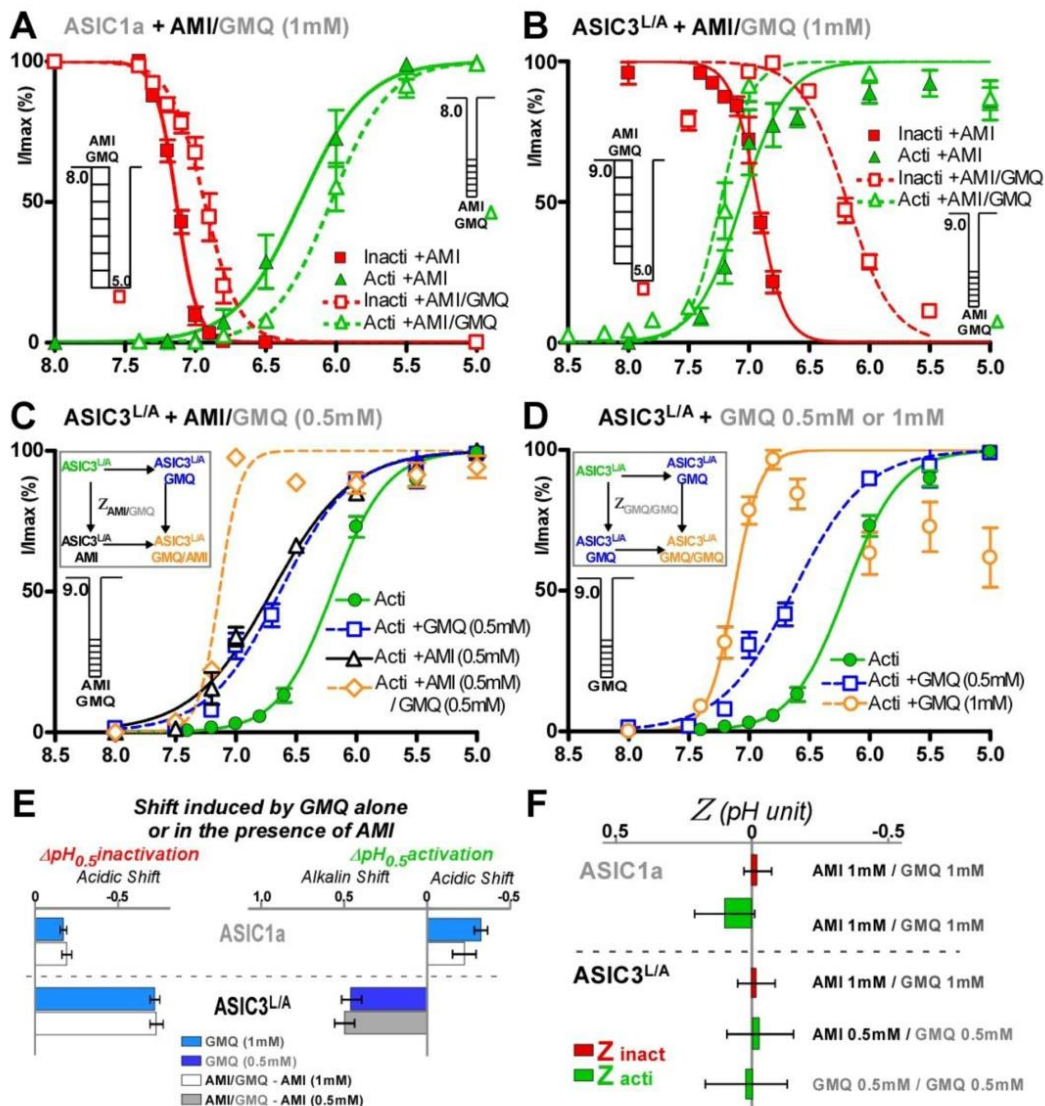 A ASIC1a + AMI/GMQ (1mM)
I/Imax (%)
100
50
0
8.0 7.5 7.0 6.5 6.0 5.5 5.0
AMI
GMQ
8.0
5.0
8.0
AMI
GMQ
Inacti +AMI
Acti +AMI
Inacti +AMI/GMQ
Acti +AMI/GMQ
B ASIC3L/A + AMI/GMQ (1mM)
I/Imax (%)
100
50
0
8.5 8.0 7.5 7.0 6.5 6.0 5.5 5.0
AMI
GMQ
9.0
5.0
Inacti +AMI
Acti +AMI
Inacti +AMI/GMQ
Acti +AMI/GMQ
9.0
AMI
GMQ
C ASIC3L/A + AMI/GMQ (0.5mM)
I/Imax (%)
100
50
0
8.5 8.0 7.5 7.0 6.5 6.0 5.5 5.0
ASIC3L/A
ASIC3L/A
GMQ
ZAMI/GMQ
ASIC3L/A
AMI
ASIC3L/A
GMQ/AMI
9.0
AMI
GMQ
Acti
Acti +GMQ (0.5mM)
Acti +AMI (0.5mM)
Acti +AMI (0.5mM)
/ GMQ (0.5mM)
D ASIC3L/A + GMQ 0.5mM or 1mM
I/Imax (%)
100
50
0
8.5 8.0 7.5 7.0 6.5 6.0 5.5 5.0
ASIC3L/A
ASIC3L/A
GMQ
ZGMQ/GMQ
ASIC3L/A
GMQ
ASIC3L/A
GMQ/GMQ
9.0
GMQ
Acti
Acti +GMQ (0.5mM)
Acti +GMQ (1mM)
E Shift induced by GMQ alone
or in the presence of AMI
ΔpH0.5inactivation
ΔpH0.5activation
Acidic Shift
Alkalin Shift
Acidic Shift
0 -0.5
1,0 0,5 0 -0,5
ASIC1a
ASIC3L/A
GMQ (1mM)
GMQ (0.5mM)
AMI/GMQ - AMI (1mM)
AMI/GMQ - AMI (0.5mM)
F Z (pH unit)
0,5 0 -0.5
ASIC1a
AMI 1mM / GMQ 1mM
AMI 1mM / GMQ 1mM
ASIC3L/A
AMI 1mM / GMQ 1mM
AMI 0.5mM / GMQ 0.5mM
GMQ 0.5mM / GMQ 0.5mM
Z inact
Z acti